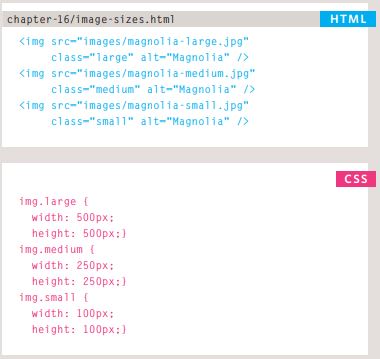 chapter-16/image-sizes.html HTML
<img src="images/magnolia-large.jpg"
class="large" alt="Magnolia" />
<img src="images/magnolia-medium.jpg"
class="medium" alt="Magnolia" />
<img src="images/magnolia-small.jpg"
class="small" alt="Magnolia" />
CSS
img.large {
width: 500px;
height: 500px;}
img.medium {
width: 250px;
height: 250px;}
img.small {
width: 100px;
height: 100px;}